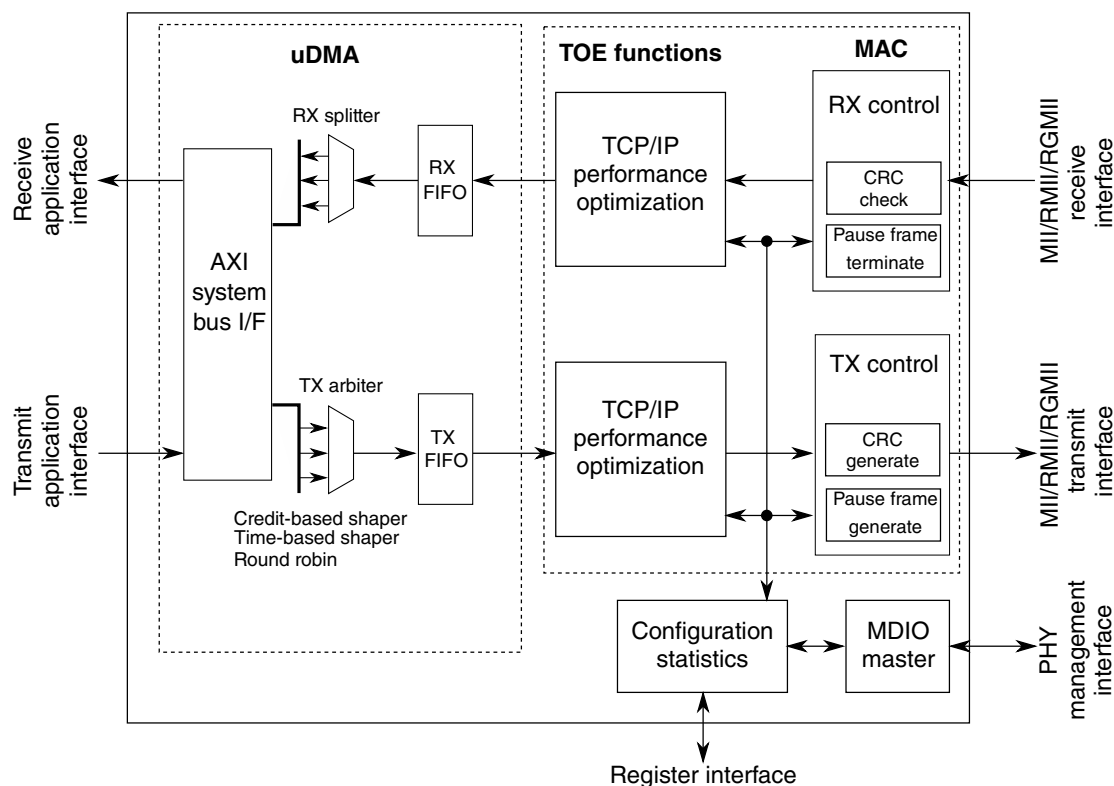 uDMA
TOE functions
MAC
Receive
application
interface
RX splitter
RX
FIFO
TCP/IP
performance
optimization
RX control
CRC
check
Pause frame
terminate
MII/RMII/RGMII
receive
interface
AXI
system
bus I/F
Transmit
application
interface
TX arbiter
TX
FIFO
Credit-based shaper
Time-based shaper
Round robin
TCP/IP
performance
optimization
TX control
CRC
generate
Pause frame
generate
MII/RMII/RGMII
transmit
interface
Configuration
statistics
MDIO
master
PHY
management
interface
Register interface